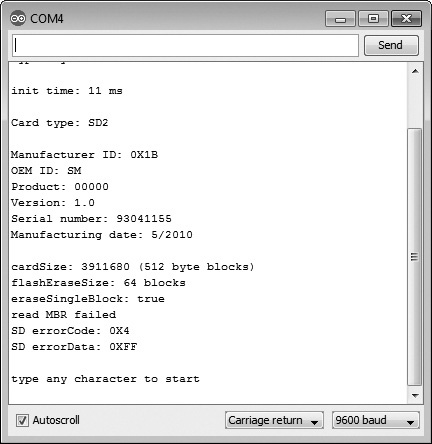 COM4
Send
init time: 11 ms
Card type: SD2
Manufacturer ID: 0X1B
OEM ID: SM
Product: 00000
Version: 1.0
Serial number: 93041155
Manufacturing date: 5/2010
cardSize: 3911680 (512 byte blocks)
flashEraseSize: 64 blocks
eraseSingleBlock: true
read MBR failed
SD errorCode: 0X4
SD errorData: 0XFF
type any character to start
Autoscroll
Carriage return
9600 baud